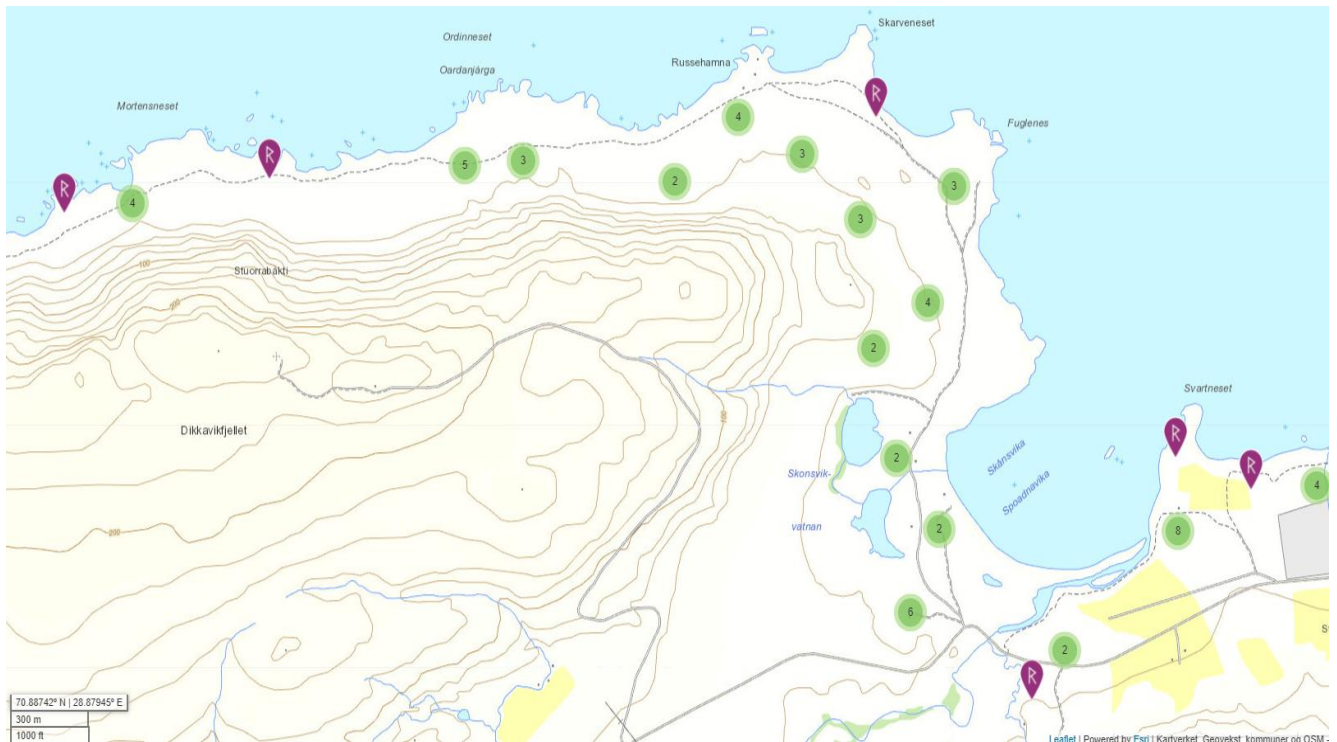 Skarveneset
Ordinneset
Russehamna
Oardanjárga
Mortensneset
4
Fuglenes
3
5
3
2
3
4
3
100
Stuorrabákti
200
4
2
Svartneset
100
Dikkavikfjellet
2
Skånsvika
Spoadnavika
Skonsvik-
vatnan
4
200
2
8
6
2
S
70.88742° N | 28.87945° E
300 m
1000 ft
Leaflet | Powered by Esri | Kartverket, Geovekst, kommuner og OSM -